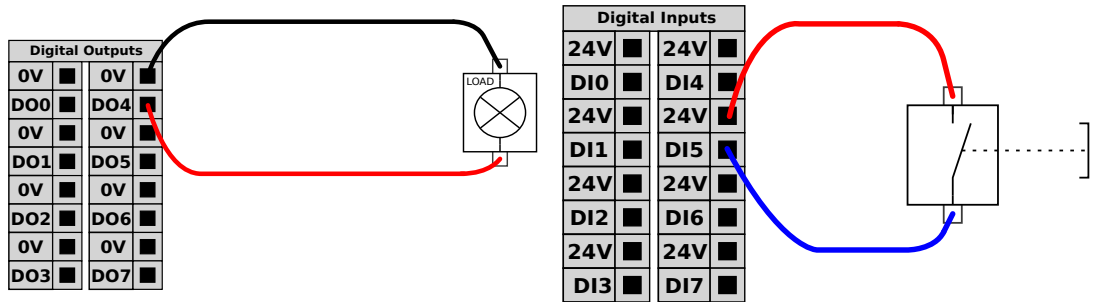 Digital Outputs
0V 0V
DO0 DO4
0V 0V
DO1 DO5
0V 0V
DO2 DO6
0V 0V
DO3 DO7
LOAD
Digital Inputs
24V 24V
DI0 DI4
24V 24V
DI1 DI5
24V 24V
DI2 DI6
24V 24V
DI3 DI7